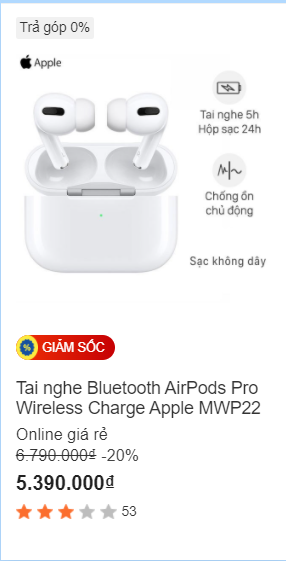 Trả góp 0%
Apple
Tai nghe 5h
Hộp sạc 24h
Chống ồn
chủ động
Sạc không dây
% GIẢM SỐC
Tai nghe Bluetooth AirPods Pro
Wireless Charge Apple MWP22
Online giá rẻ
6.790.000₫ -20%
5.390.000₫
53